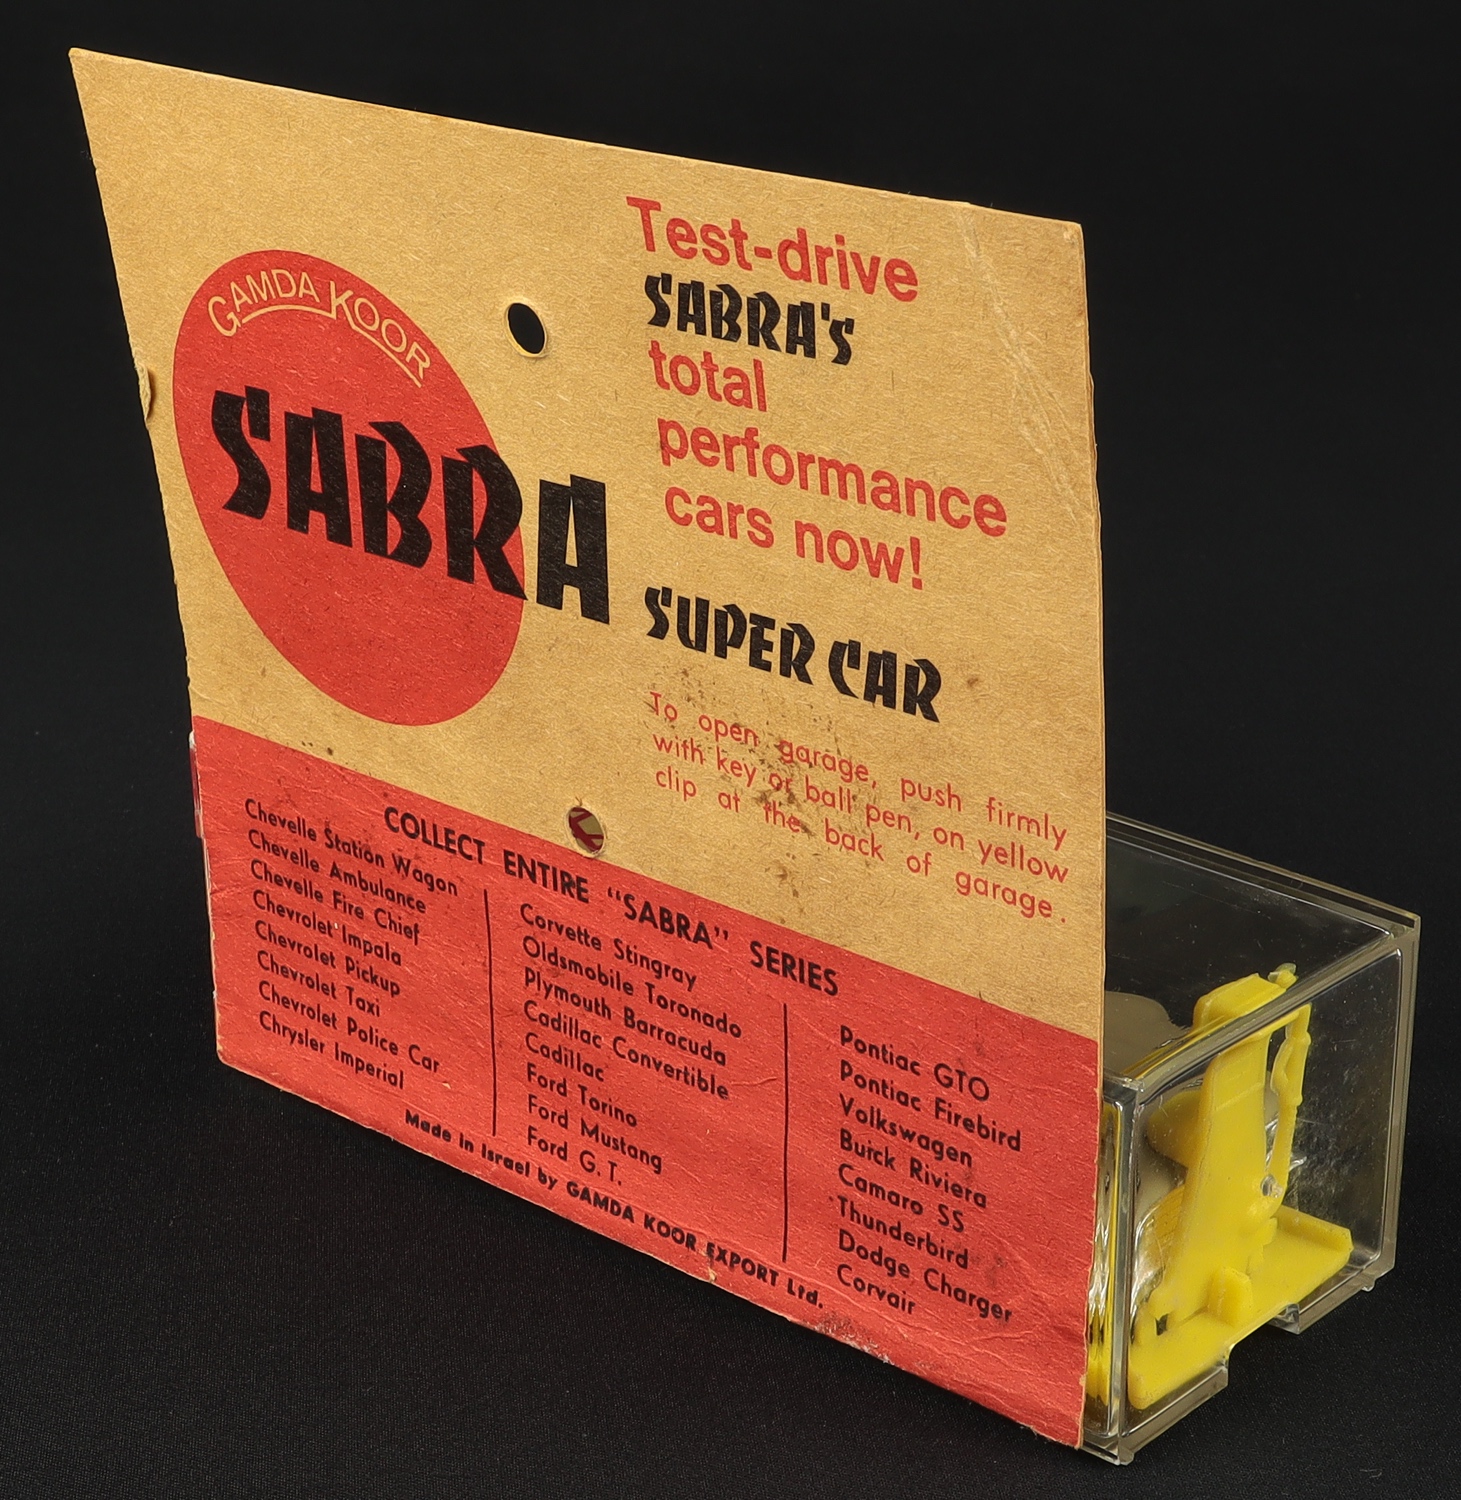 GAMDA KOOR
SABRA
Test-drive
SABRA'S
total
performance
cars now!
SUPER CAR
To open garage, push firmly
with key or ball pen, on yellow
clip at the back of garage.
COLLECT ENTIRE "SABRA" SERIES
Chevelle Station Wagon
Chevelle Ambulance
Chevelle Fire Chief
Chevrolet Impala
Chevrolet Pickup
Chevrolet Taxi
Chevrolet Police Car
Chrysler Imperial
Corvette Stingray
Oldsmobile Toronado
Plymouth Barracuda
Cadillac Convertible
Cadillac
Ford Torino
Ford Mustang
Ford G.T.
Pontiac GTO
Pontiac Firebird
Volkswagen
Buick Riviera
Camaro SS
Thunderbird
Dodge Charger
Corvair
Made in Israel by GAMDA KOOR EXPORT Ltd.